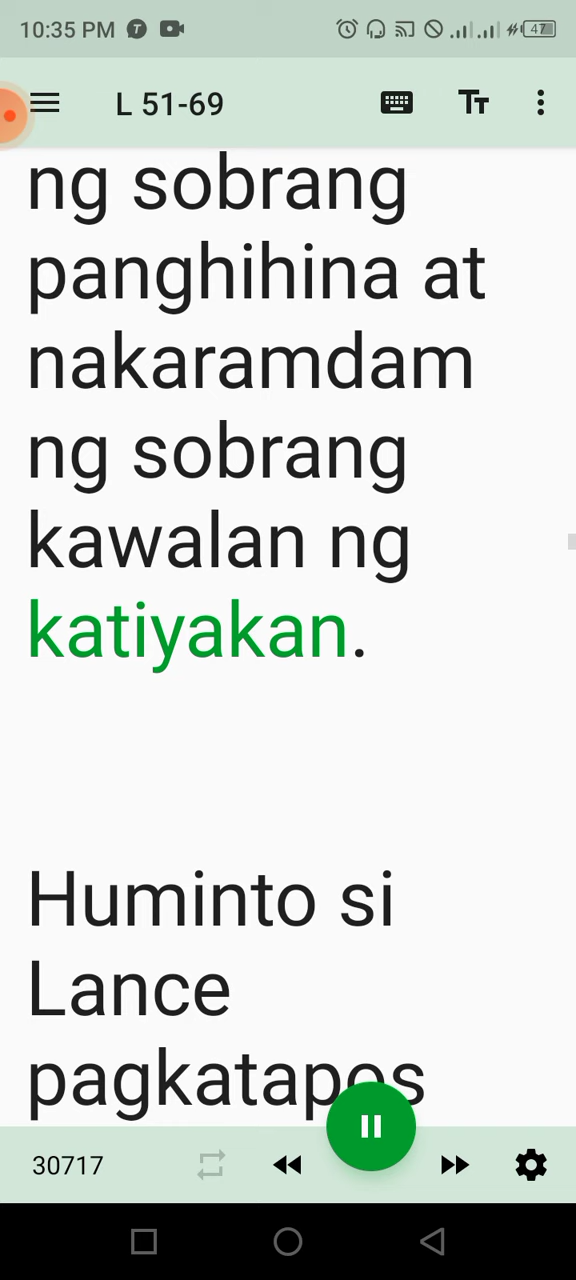 10:35 PM
47
L 51-69
ng sobrang
panghihina at
nakaramdam
ng sobrang
kawalan ng
katiyakan.
Huminto si
Lance
pagkatapos
30717